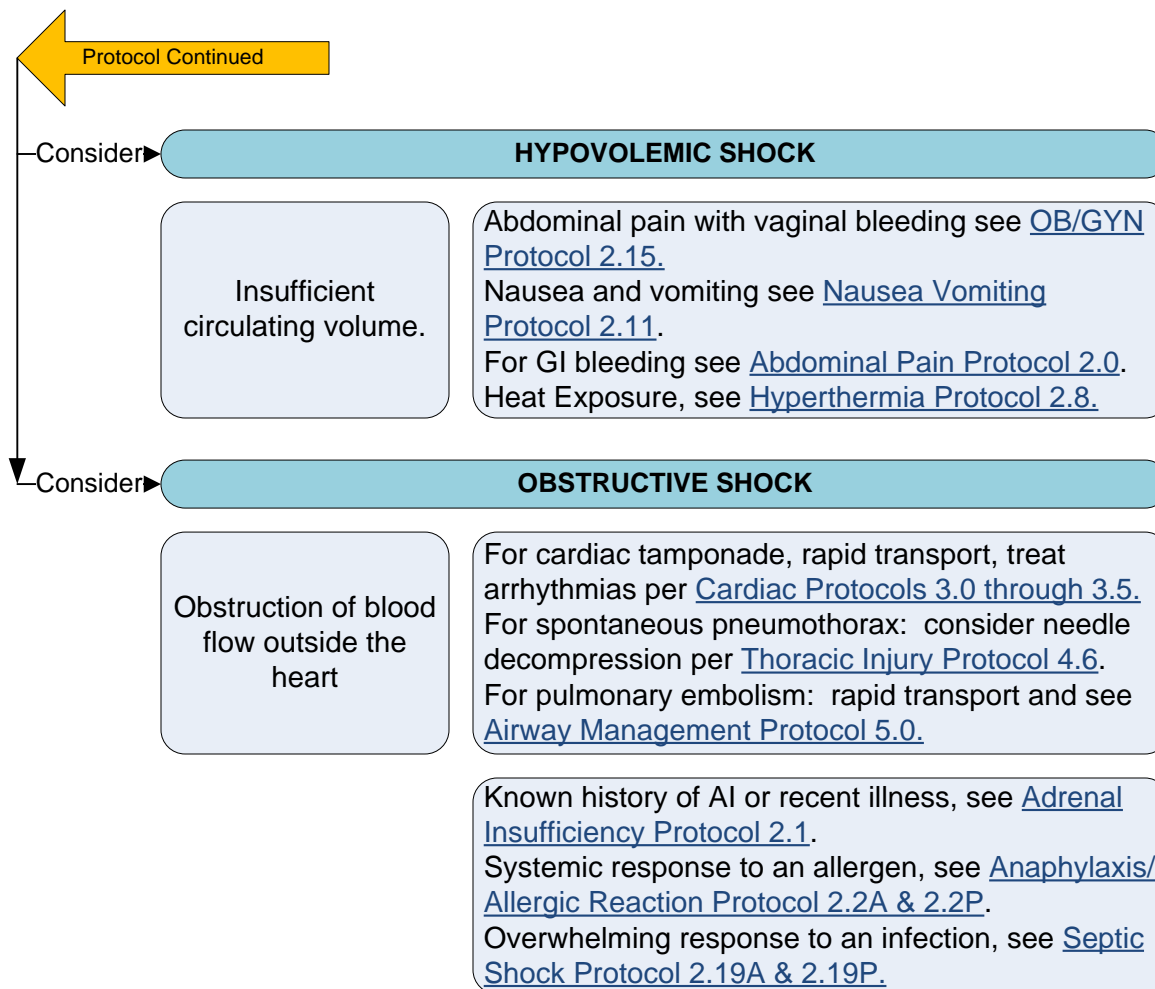 Protocol Continued
Consider
HYPOVOLEMIC SHOCK
Insufficient
circulating volume.
Abdominal pain with vaginal bleeding see OB/GYN
Protocol 2.15.
Nausea and vomiting see Nausea Vomiting
Protocol 2.11.
For GI bleeding see Abdominal Pain Protocol 2.0.
Heat Exposure, see Hyperthermia Protocol 2.8.
Consider
OBSTRUCTIVE SHOCK
Obstruction of blood
flow outside the
heart
For cardiac tamponade, rapid transport, treat
arrhythmias per Cardiac Protocols 3.0 through 3.5.
For spontaneous pneumothorax:  consider needle
decompression per Thoracic Injury Protocol 4.6.
For pulmonary embolism:  rapid transport and see
Airway Management Protocol 5.0.
Known history of AI or recent illness, see Adrenal
Insufficiency Protocol 2.1.
Systemic response to an allergen, see Anaphylaxis/
Allergic Reaction Protocol 2.2A & 2.2P.
Overwhelming response to an infection, see Septic
Shock Protocol 2.19A & 2.19P.